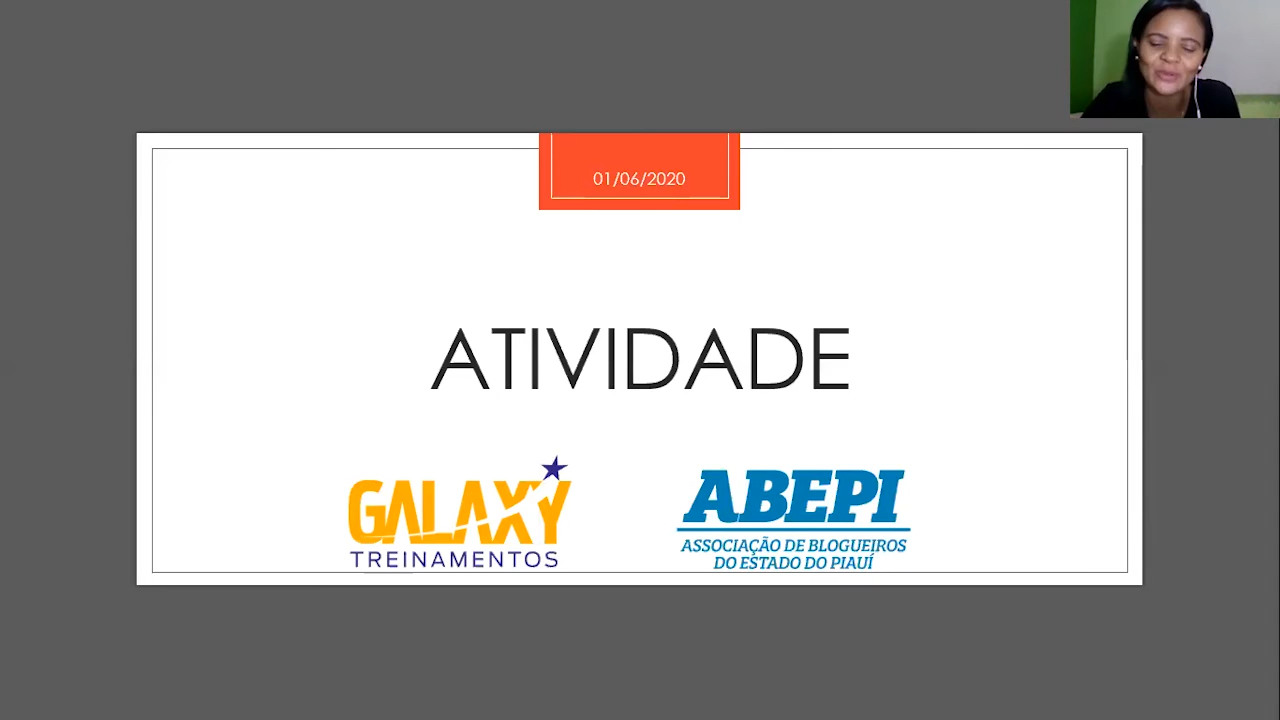 01/06/2020
ATIVIDADE
GALAXY
TREINAMENTOS
ABEPI
ASSOCIAÇÃO DE BLOGUEIROS
DO ESTADO DO PIAUÍ